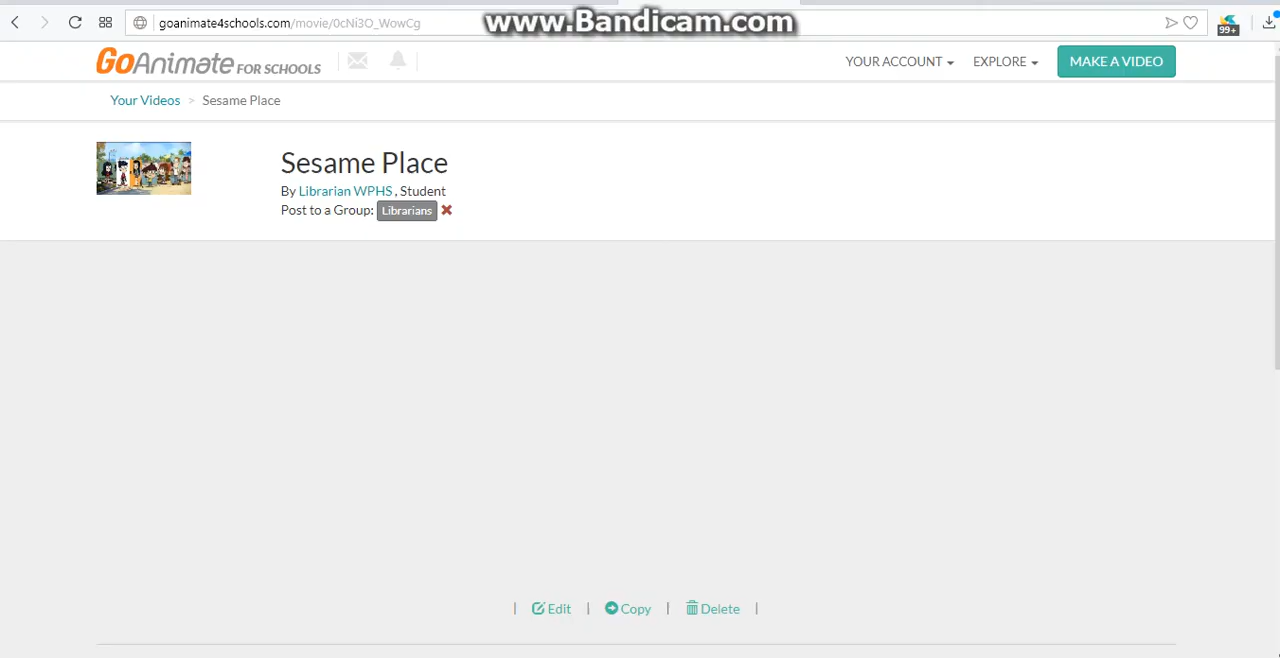 goanimate4schools.com/movie/0cNi3O_WowCg
www.Bandicam.com
99+
GoAnimate FOR SCHOOLS
YOUR ACCOUNT
EXPLORE
MAKE A VIDEO
Your Videos > Sesame Place
Sesame Place
By Librarian WPHS , Student
Post to a Group: Librarians
| Edit | Copy | Delete |